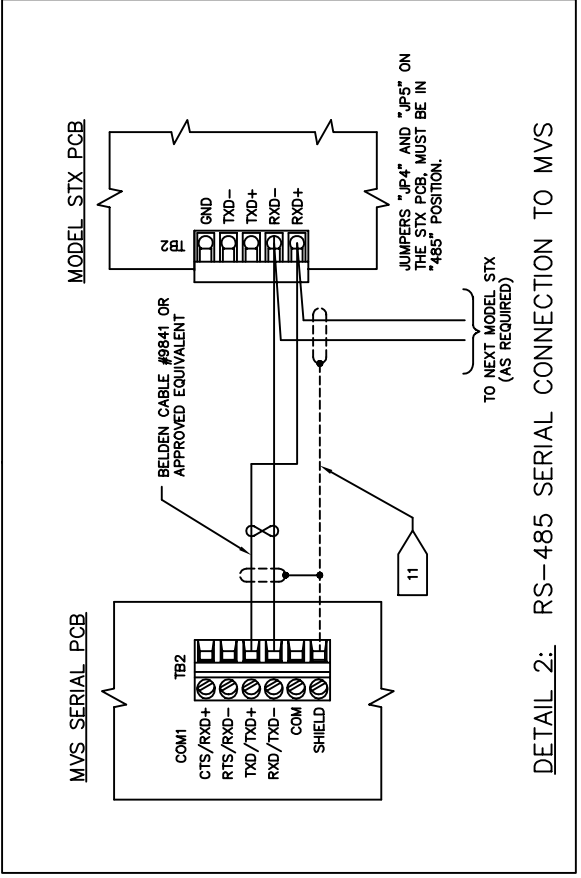 MVS SERIAL PCB
TB2
COM1
CTS/RXD+
RTS/RXD-
TXD/TXD+
RXD/TXD-
COM
SHIELD
BELDEN CABLE #9841 OR
APPROVED EQUIVALENT
11
MODEL STX PCB
TB2
GND
TXD-
TXD+
RXD-
RXD+
JUMPERS "JP4" AND "JP5" ON
THE STX PCB, MUST BE IN
"485" POSITION.
TO NEXT MODEL STX
(AS REQUIRED)
DETAIL 2: RS-485 SERIAL CONNECTION TO MVS